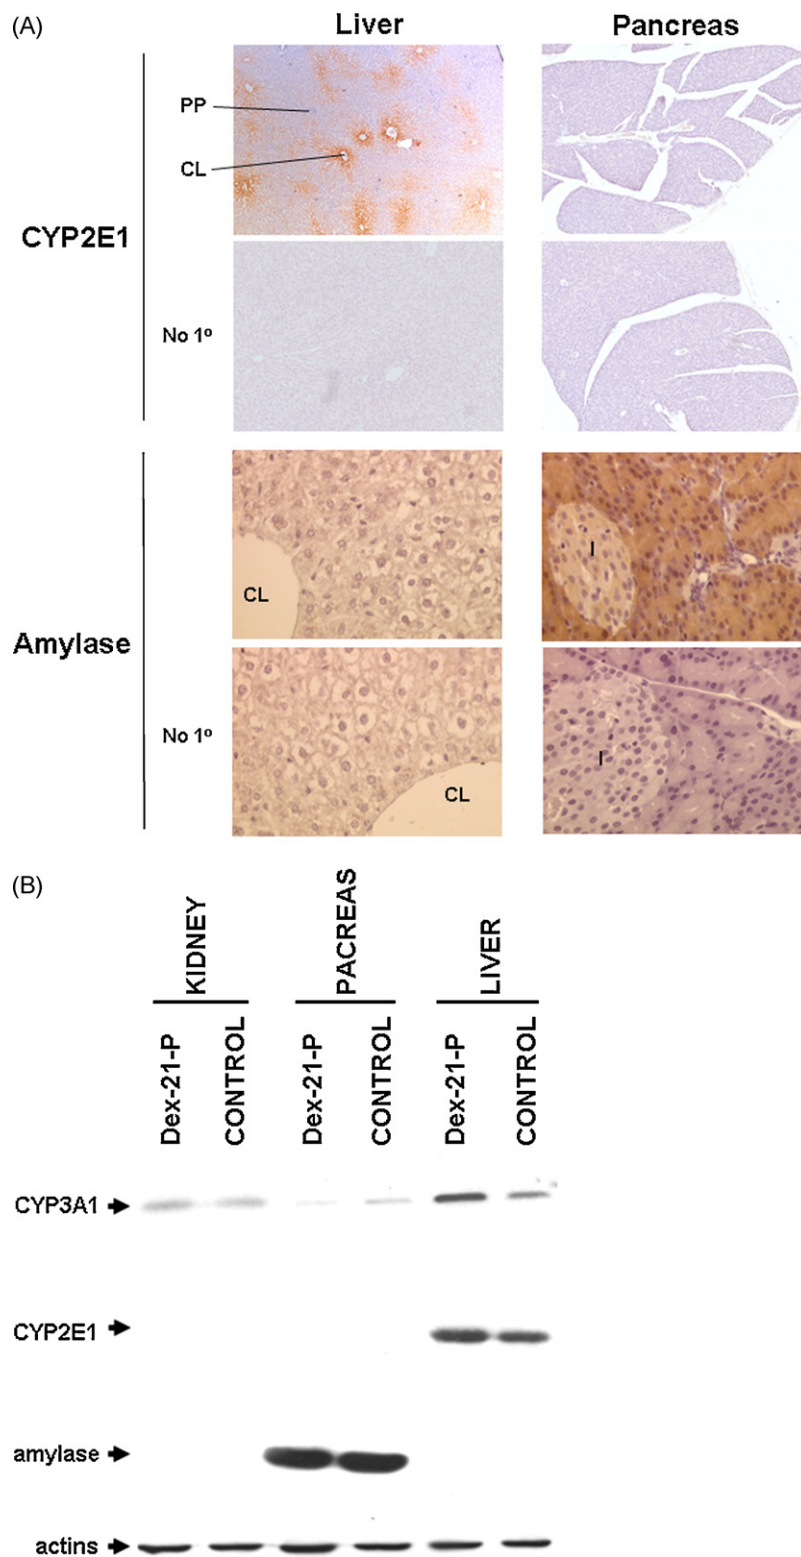 (A)
Liver
Pancreas
PP
CL
CYP2E1
No 1º
CL
I
Amylase
No 1º
CL
I
(B)
KIDNEY
PACREAS
LIVER
Dex-21-P
CONTROL
Dex-21-P
CONTROL
Dex-21-P
CONTROL
CYP3A1
CYP2E1
amylase
actins